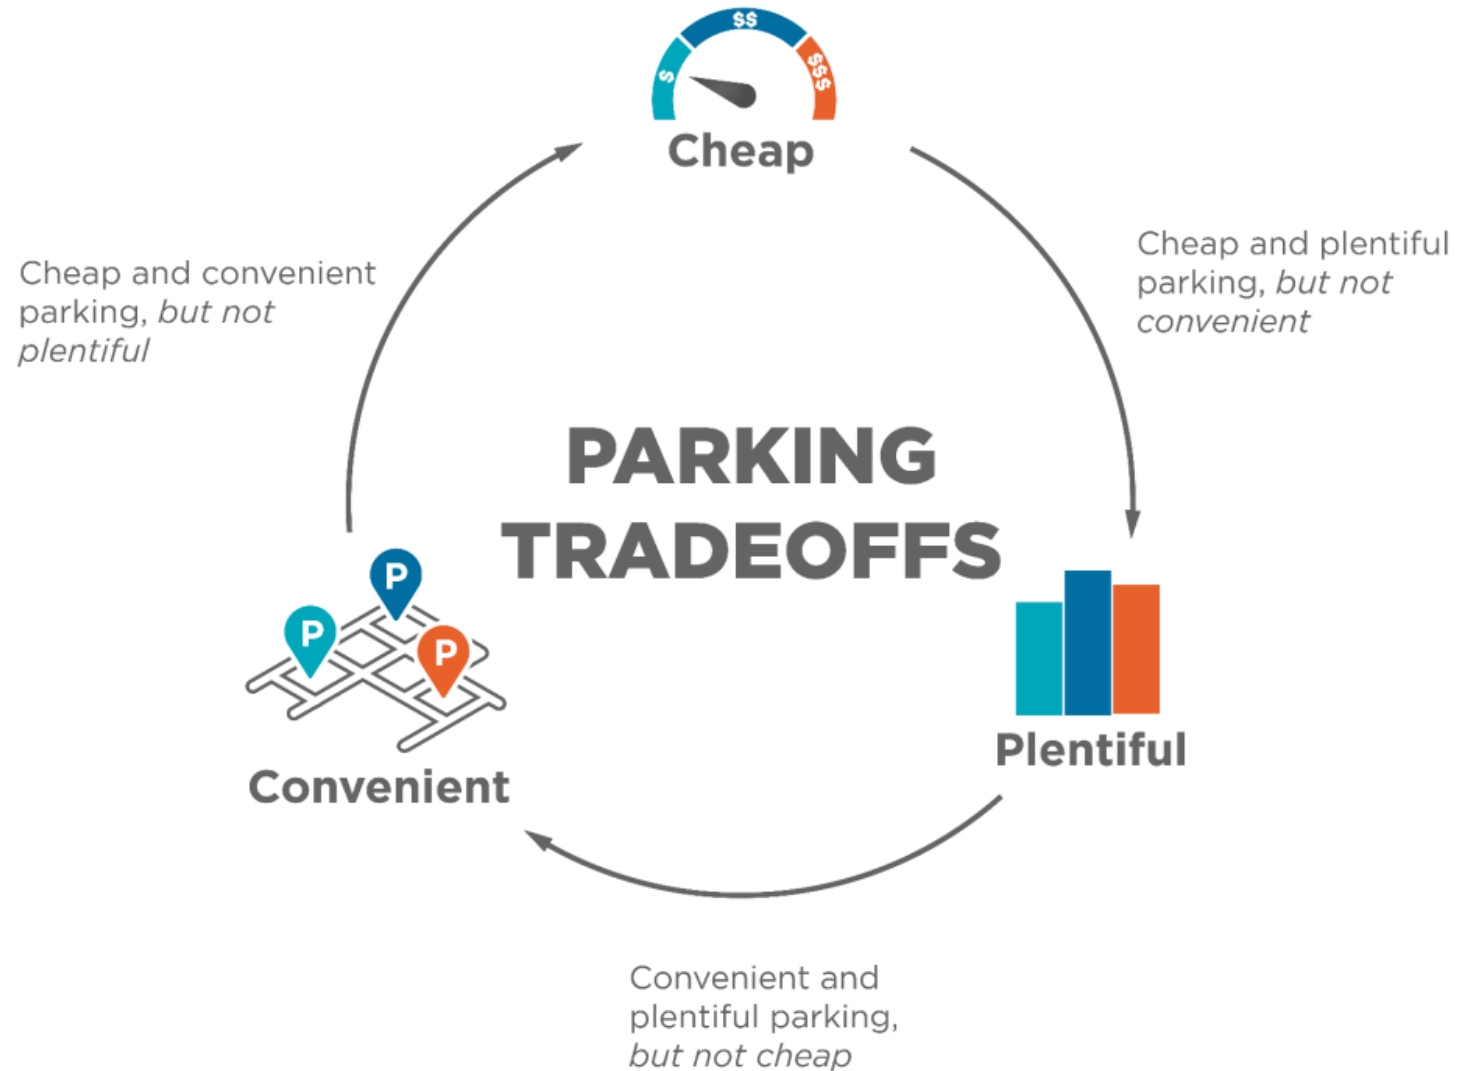 $
$$
$$$
Cheap
Cheap and plentiful
parking, but not
convenient
Cheap and convenient
parking, but not
plentiful
PARKING
TRADEOFFS
P
P
P
Plentiful
Convenient
Convenient and
plentiful parking,
but not cheap